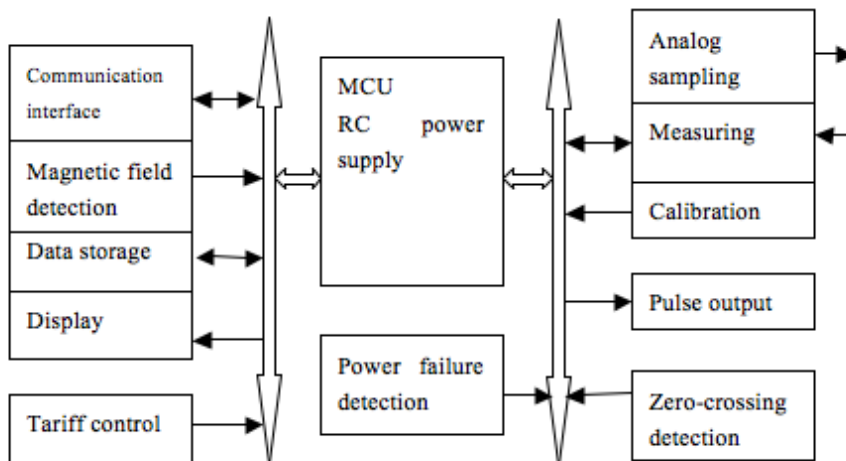 Communication
interface
Magnetic field
detection
Data storage
Display
Tariff control
MCU
RC power
supply
Power failure
detection
Analog
sampling
Measuring
Calibration
Pulse output
Zero-crossing
detection